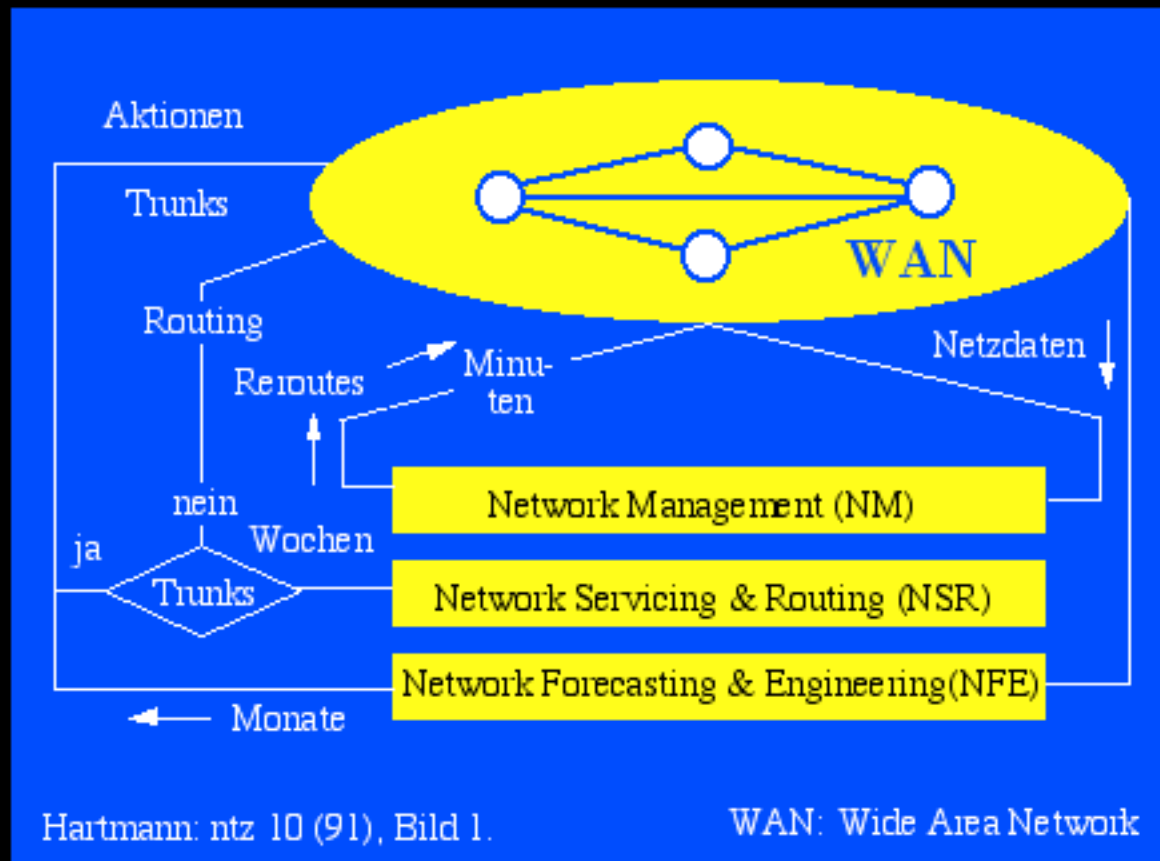 Aktionen
Trunks
WAN
Routing
Netzdaten
Reroutes
Minu-
ten
nein
Network Management (NM)
Wochen
ja
Trunks
Network Servicing & Routing (NSR)
Network Forecasting & Engineering(NFE)
Monate
Hartmann: ntz 10 (91), Bild 1.
WAN: Wide Area Network